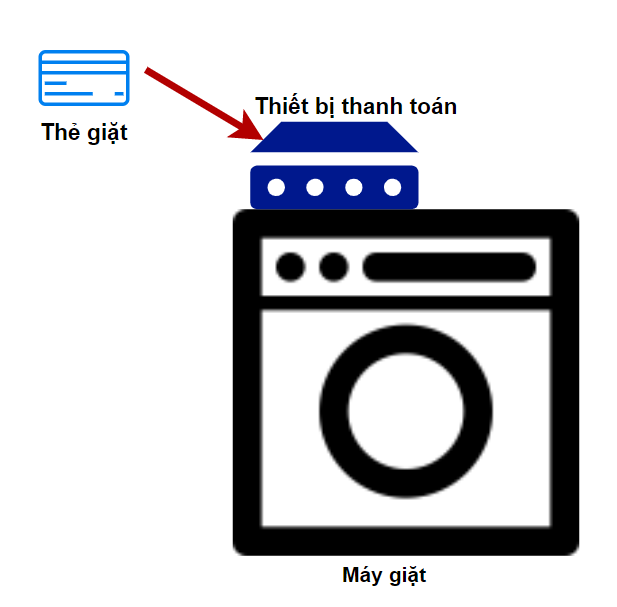 Thiết bị thanh toán
Thẻ giặt
Máy giặt